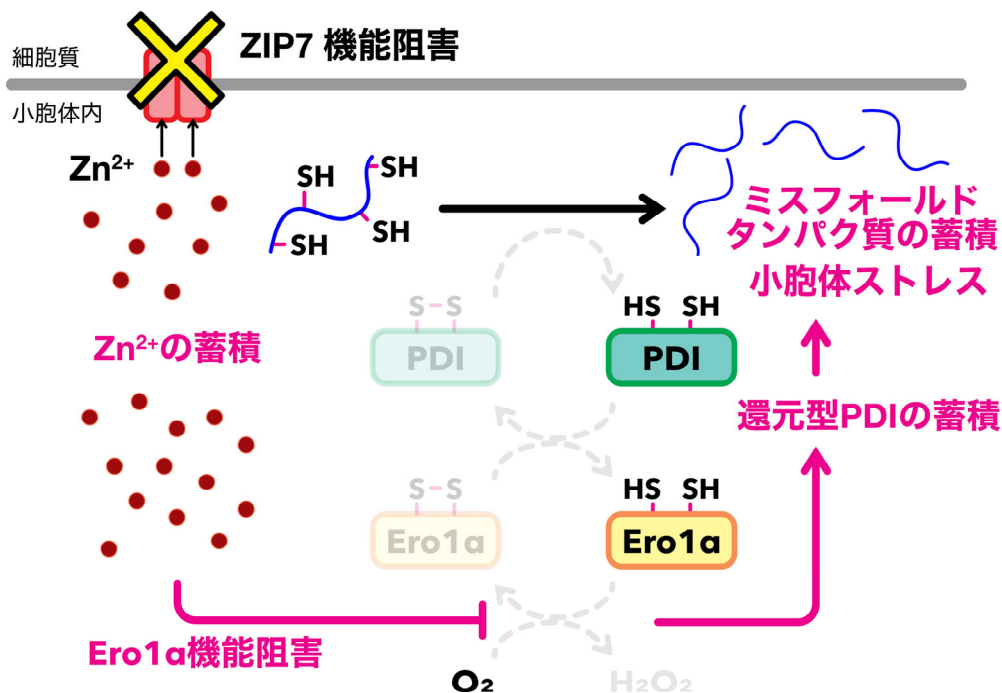 ZIP7 機能阻害
細胞質
小胞体内
Zn²⁺
SH
SH
SH
SH
ミスフォールド
タンパク質の蓄積
小胞体ストレス
Zn²⁺の蓄積
S-S
PDI
HS SH
PDI
還元型PDIの蓄積
S-S
Ero1a
HS SH
Ero1a
Ero1a機能阻害
O₂
H₂O₂